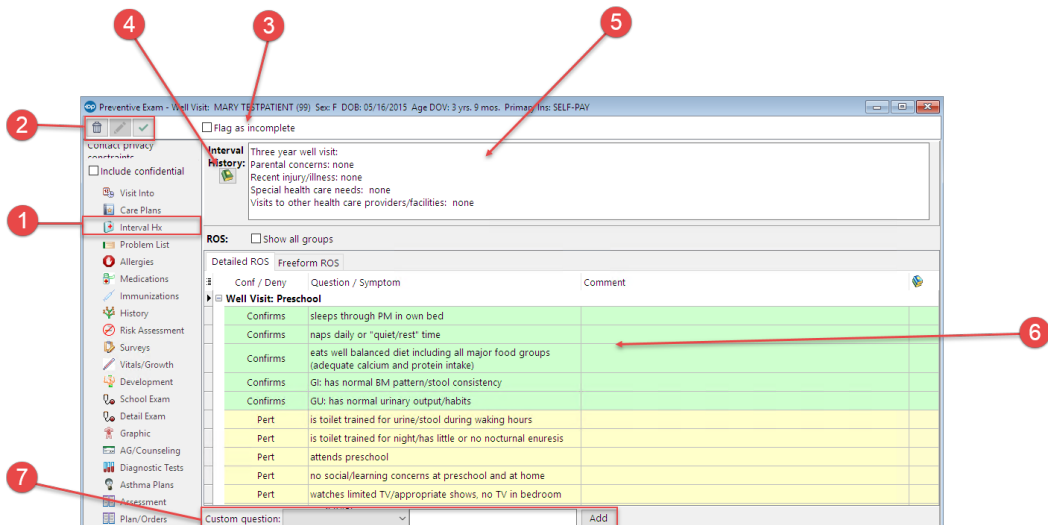 4
3
5
Preventive Exam - Well Visit: MARY TESTPATIENT (99) Sex: F DOB: 05/16/2015 Age DOV: 3 yrs. 9 mos. Primary Ins: SELF-PAY
2
Flag as incomplete
Contact privacy
constraints
Include confidential
Visit Into
Care Plans
1
Interval Hx
Problem List
Allergies
Medications
Immunizations
History
Risk Assessment
Surveys
Vitals/Growth
Development
School Exam
Detail Exam
Graphic
AG/Counseling
Diagnostic Tests
Asthma Plans
Assessment
Plan/Orders
Interval
History:
Three year well visit:
Parental concerns: none
Recent injury/illness: none
Special health care needs: none
Visits to other health care providers/facilities: none
ROS: Show all groups
Detailed ROS Freeform ROS
Conf / Deny Question / Symptom Comment
Well Visit: Preschool
Confirms sleeps through PM in own bed
Confirms naps daily or "quiet/rest" time
6
Confirms eats well balanced diet including all major food groups
(adequate calcium and protein intake)
Confirms GI: has normal BM pattern/stool consistency
Confirms GU: has normal urinary output/habits
Pert is toilet trained for urine/stool during waking hours
Pert is toilet trained for night/has little or no nocturnal enuresis
Pert attends preschool
Pert no social/learning concerns at preschool and at home
Pert watches limited TV/appropriate shows, no TV in bedroom
7
Custom question: Add